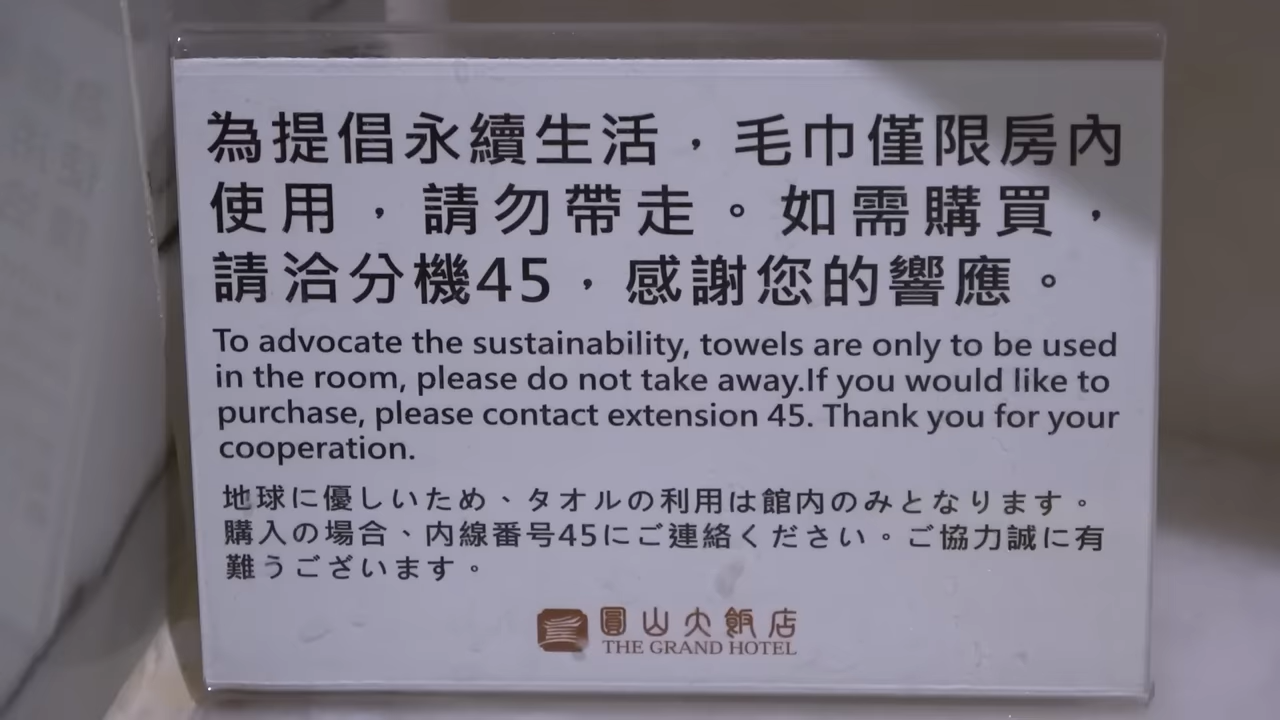 為提倡永續生活，毛巾僅限房內
使用，請勿帶走。如需購買，
請洽分機45，感謝您的響應。
To advocate the sustainability, towels are only to be used
in the room, please do not take away.If you would like to
purchase, please contact extension 45. Thank you for your
cooperation.
地球に優しいため、タオルの利用は館内のみとなります。
購入の場合、内線番号45にご連絡ください。ご協力誠に有
難うございます。
圓山大飯店
THE GRAND HOTEL